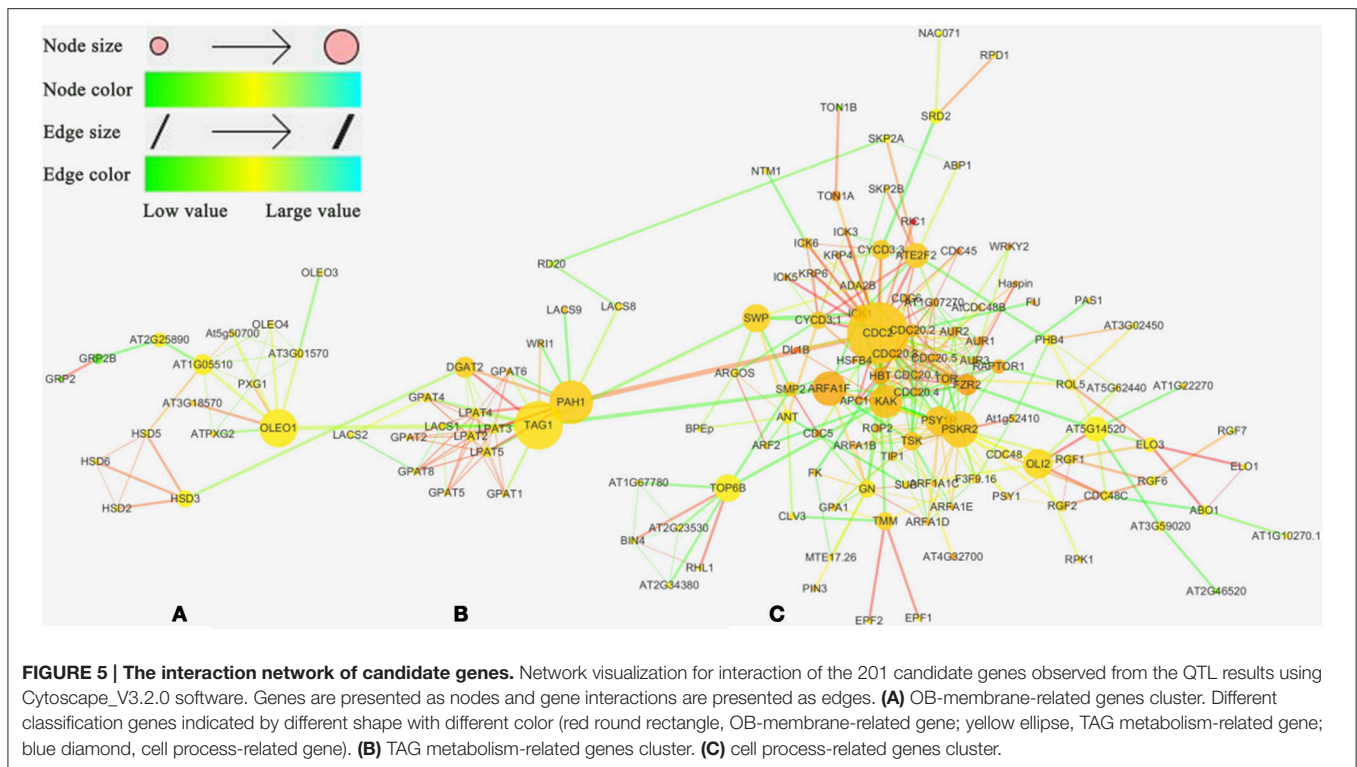 Node size
Node color
Edge size
Edge color
Low value Large value
NAC071
RPD1
TON1B
SRD2
SKP2A
ABP1
NTM1
SKP2B
TON1A
RIC1
ICK3
ICK6
CYCD3;3
WRKY2
KRP4
ATE2F2
CDC45
RD20
OLEO3
ICK5
KRP6
ADA2B
Haspin
CDC6
AT1G07270
AtCDC48B
FU
PAS1
LACS9
LACS8
SWP
CYCD3;1
ICK1
CDC2
CDC20.2
AUR2
AT3G02450
OLEO4
At5g50700
AT2G25890
WRI1
AUR1
PHB4
GRP2B
AT3G01570
DL1B
HSFB4
CDC20.5
AUR3
RAPTOR1
AT1G05510
DGAT2
GPAT6
ARGOS
HBT
CDC20.1
TOR
FZR2
ROL5
AT5G62440
AT1G22270
GRP2
PXG1
SMP2
ARFA1F
CDC20.4
AT3G18570
GPAT4
PAH1
APC1
KAK
LPAT4
ANT
PSKR2
At1g52410
ATPXG2
OLEO1
LACS2
LACS1
LPAT3
TAG1
BPEp
CDC5
ROP2
AT5G14520
RGF7
HSD5
GPAT2
LPAT2
ARF2
ARFA1B
TSK
ELO3
LPAT5
TIP1
CDC48
OLI2
RGF1
HSD6
GPAT8
FK
SUB
ARF1A1C
F3F9.16
ELO1
AT1G67780
TOP6B
GN
RGF6
HSD3
GPAT5
GPAT1
PSY1
CDC48C
HSD2
CLV3
GPA1
ARFA1E
RGF2
ABO1
TMM
ARFA1D
AT2G23530
AT3G59020
AT1G10270.1
BIN4
MTE17.26
AT4G32700
RPK1
RHL1
AT2G34380
PIN3
AT2G46520
EPF2
EPF1
A B C
FIGURE 5 | The interaction network of candidate genes. Network visualization for interaction of the 201 candidate genes observed from the QTL results using
Cytoscape_V3.2.0 software. Genes are presented as nodes and gene interactions are presented as edges. (A) OB-membrane-related genes cluster. Different
classification genes indicated by different shape with different color (red round rectangle, OB-membrane-related gene; yellow ellipse, TAG metabolism-related gene;
blue diamond, cell process-related gene). (B) TAG metabolism-related genes cluster. (C) cell process-related genes cluster.